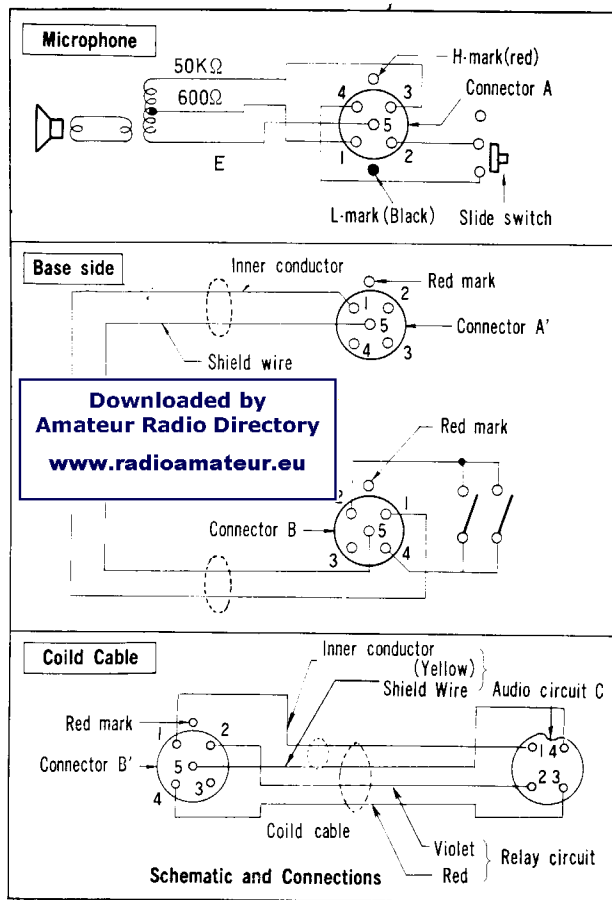 Microphone
50KΩ
600Ω
E
H-mark(red)
4 3
Connector A
5
1 2
L-mark(Black)
Slide switch
Base side
Inner conductor
Red mark
1 2
5
Connector A'
4 3
Shield wire
Downloaded by
Amateur Radio Directory
www.radioamateur.eu
Red mark
2 1
Connector B
5
3 4
Coild Cable
Inner conductor
(Yellow)
Shield Wire
Audio circuit C
Red mark
1 2
1 4
Connector B'
5
3
2 3
4
Coild cable
Violet
Relay circuit
Red
Schematic and Connections